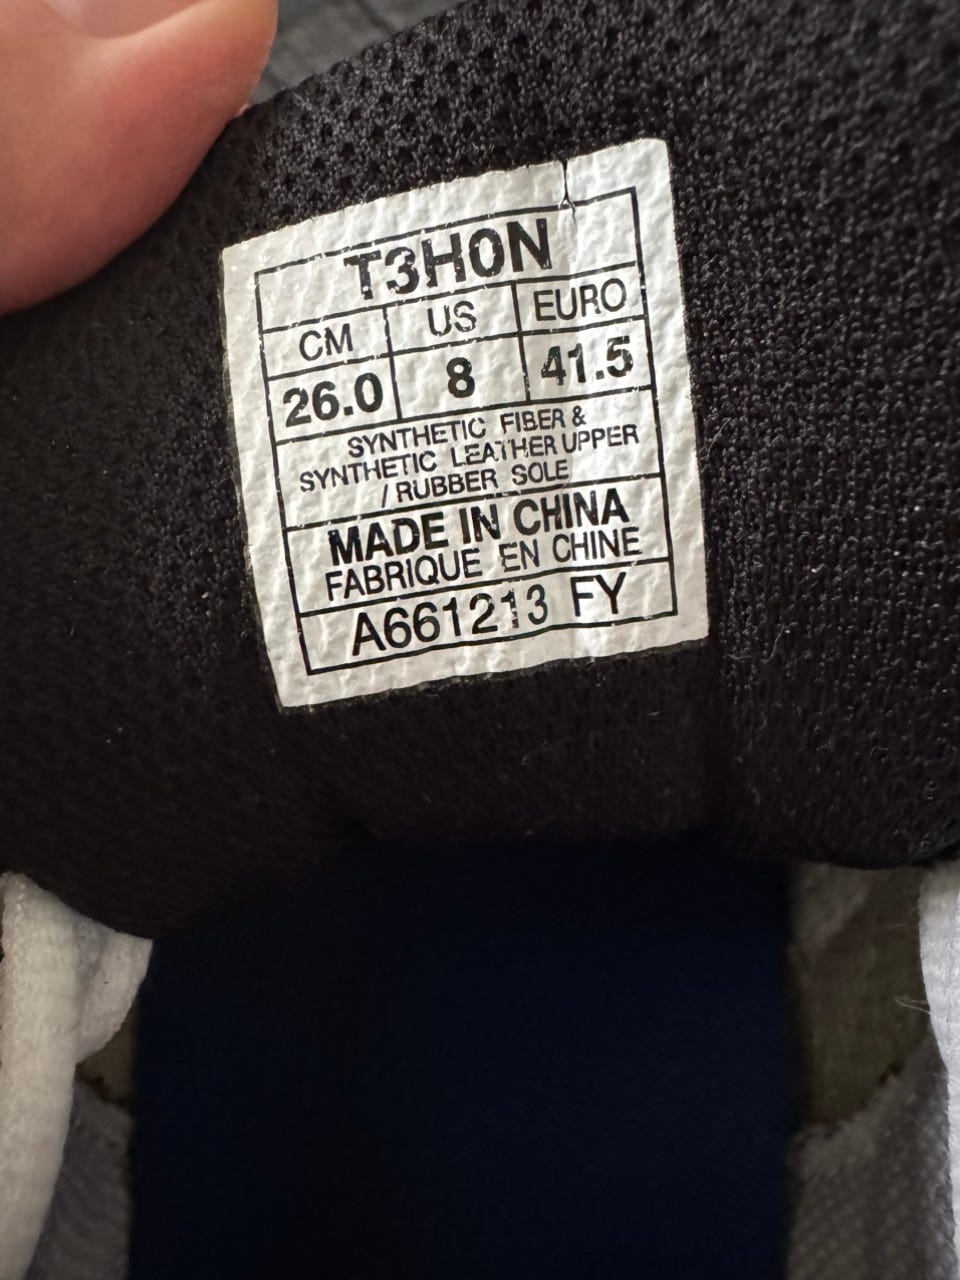 T3H0N
CM US EURO
26.0 8 41.5
SYNTHETIC FIBER &
SYNTHETIC LEATHER UPPER
/ RUBBER SOLE
MADE IN CHINA
FABRIQUE EN CHINE
A661213 FY